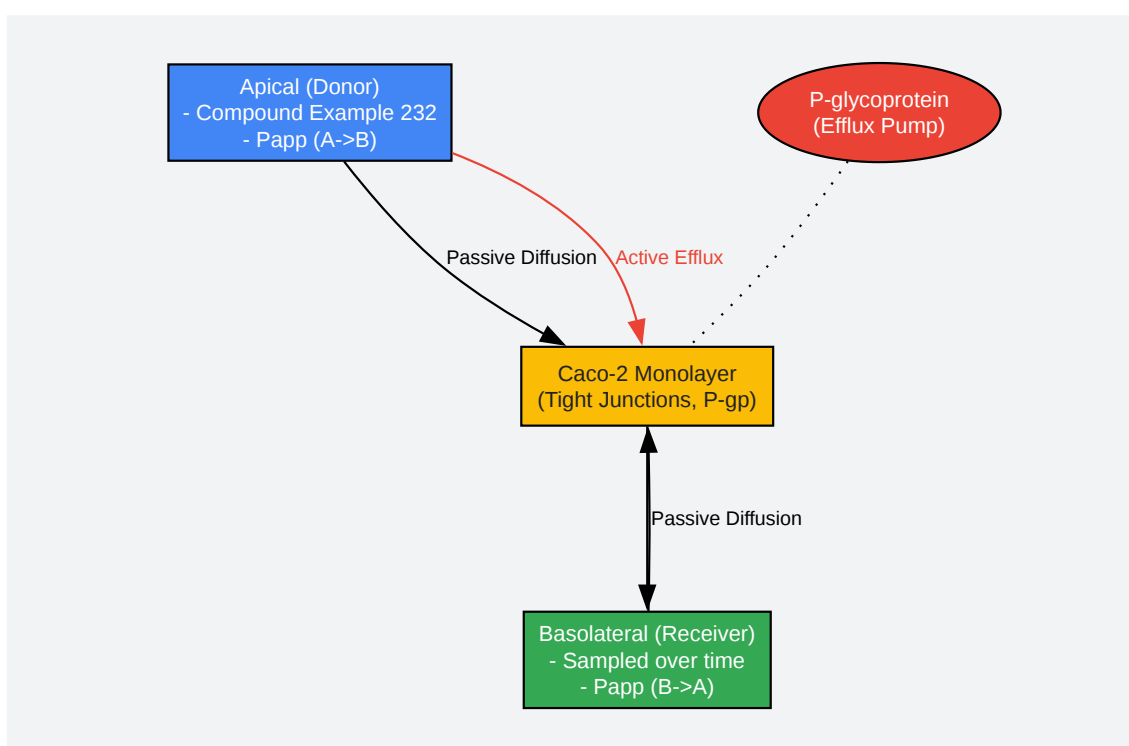 Apical (Donor)
- Compound Example 232
- Papp (A->B)
P-glycoprotein
(Efflux Pump)
Passive Diffusion
Active Efflux
Caco-2 Monolayer
(Tight Junctions, P-gp)
Passive Diffusion
Basolateral (Receiver)
- Sampled over time
- Papp (B->A)